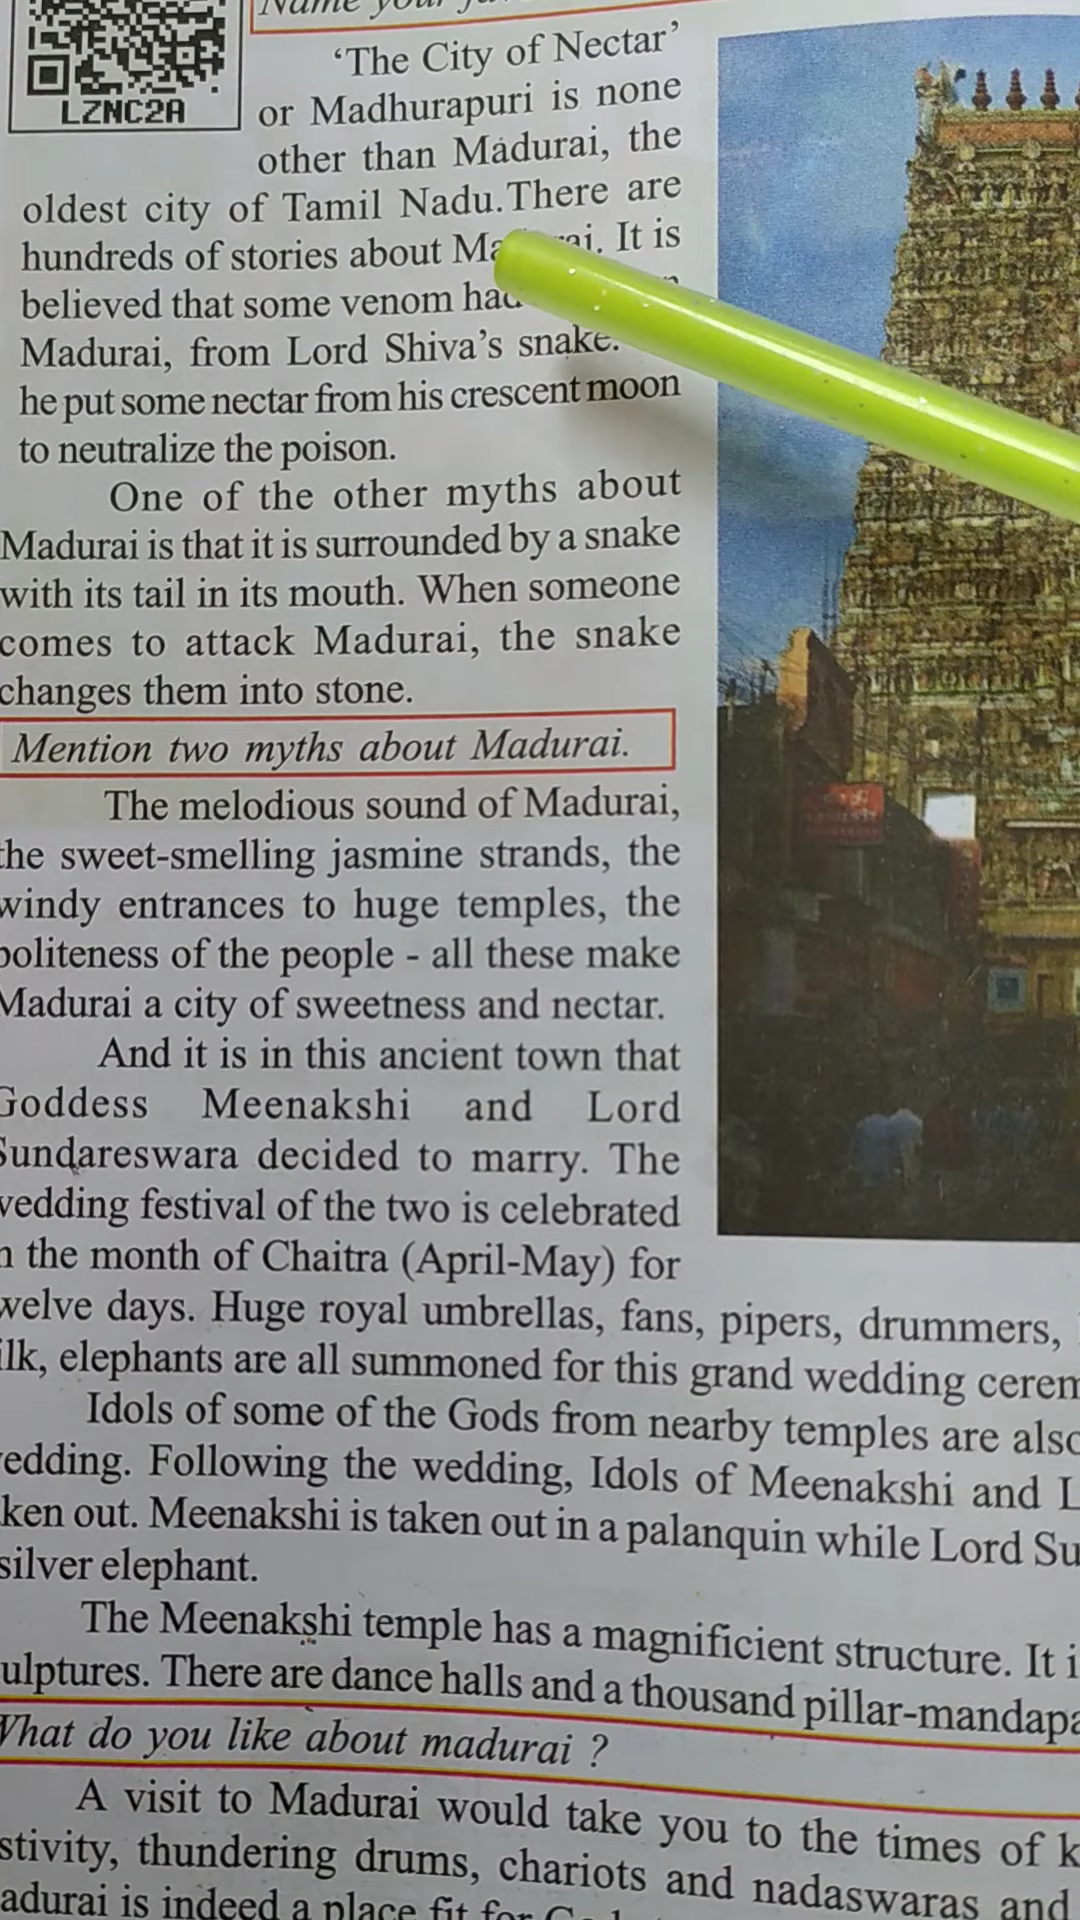 Name your
LZNC2A
‘The City of Nectar’
or Madhurapuri is none
other than Madurai, the
oldest city of Tamil Nadu.There are
hundreds of stories about Madurai. It is
believed that some venom had
Madurai, from Lord Shiva’s snake.
he put some nectar from his crescent moon
to neutralize the poison.
One of the other myths about
Madurai is that it is surrounded by a snake
with its tail in its mouth. When someone
comes to attack Madurai, the snake
changes them into stone.
Mention two myths about Madurai.
The melodious sound of Madurai,
the sweet-smelling jasmine strands, the
windy entrances to huge temples, the
politeness of the people - all these make
Madurai a city of sweetness and nectar.
And it is in this ancient town that
Goddess Meenakshi and Lord
Sundareswara decided to marry. The
wedding festival of the two is celebrated
the month of Chaitra (April-May) for
welve days. Huge royal umbrellas, fans, pipers, drummers,
ilk, elephants are all summoned for this grand wedding cerem
Idols of some of the Gods from nearby temples are also
edding. Following the wedding, Idols of Meenakshi and L
ken out. Meenakshi is taken out in a palanquin while Lord Su
silver elephant.
The Meenakshi temple has a magnificient structure. It i
ulptures. There are dance halls and a thousand pillar-mandapa
What do you like about madurai ?
A visit to Madurai would take you to the times of k
stivity, thundering drums, chariots and nadaswaras and
adurai is indeed a place fit for God